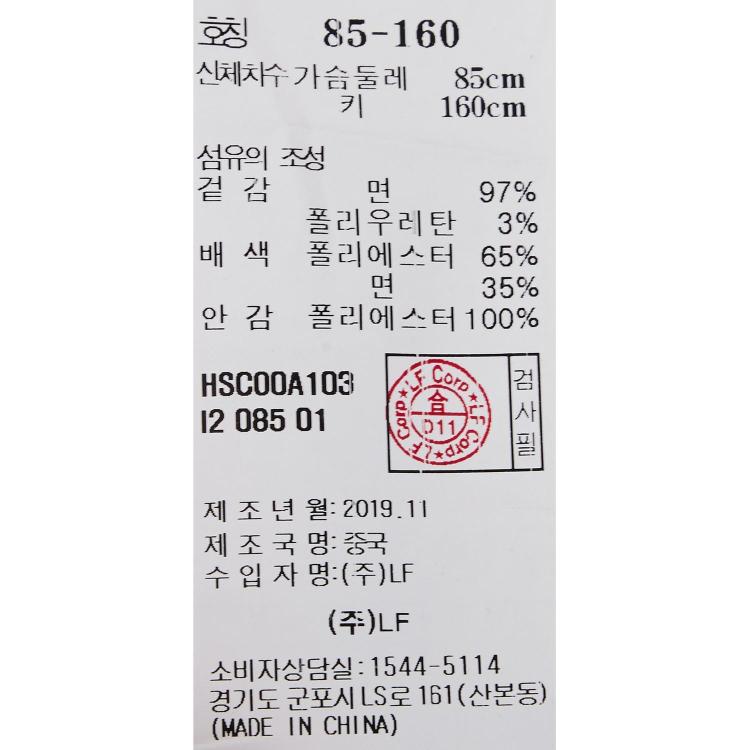 호칭 85-160
신체치수 가슴둘레 85cm
키 160cm
섬유의 조성
겉감 면 97%
폴리우레탄 3%
배색 폴리에스터 65%
면 35%
안감 폴리에스터 100%
HSC00A103
I2 085 01
LF Corp★LF Corp★LF Corp★
合
D11
검사필
제조년월:2019.11
제조국명:중국
수입자명:(주)LF
(주)LF
소비자상담실:1544-5114
경기도 군포시 LS로 161(산본동)
(MADE IN CHINA)